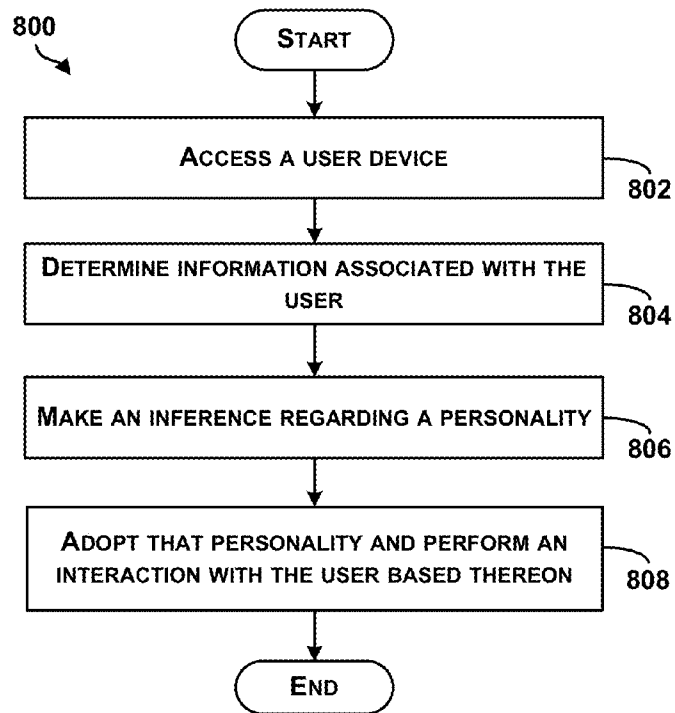 800
START
ACCESS A USER DEVICE
802
DETERMINE INFORMATION ASSOCIATED WITH THE
USER
804
MAKE AN INFERENCE REGARDING A PERSONALITY
806
ADOPT THAT PERSONALITY AND PERFORM AN
INTERACTION WITH THE USER BASED THEREON
808
END